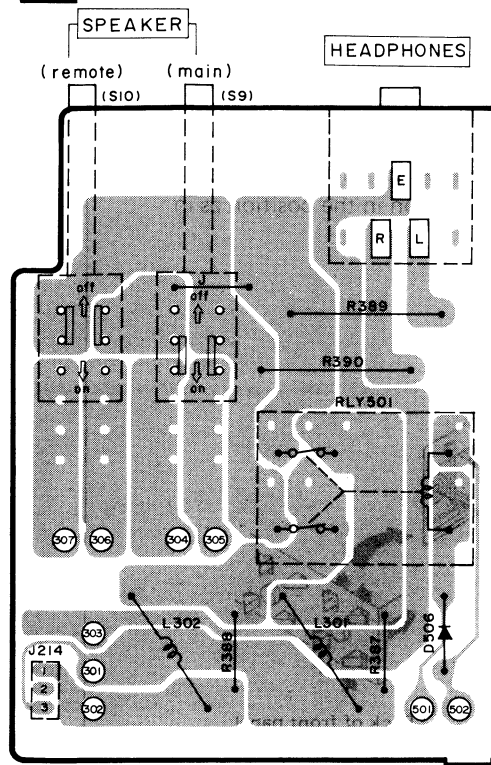 SPEAKER
HEADPHONES
(remote)
(main)
(S10)
(S9)
E
R
L
off
J
off
R389
on
on
R390
RLY501
307
306
304
305
L302
L301
303
R388
R387
D506
J214
1
301
2
3
302
501
502